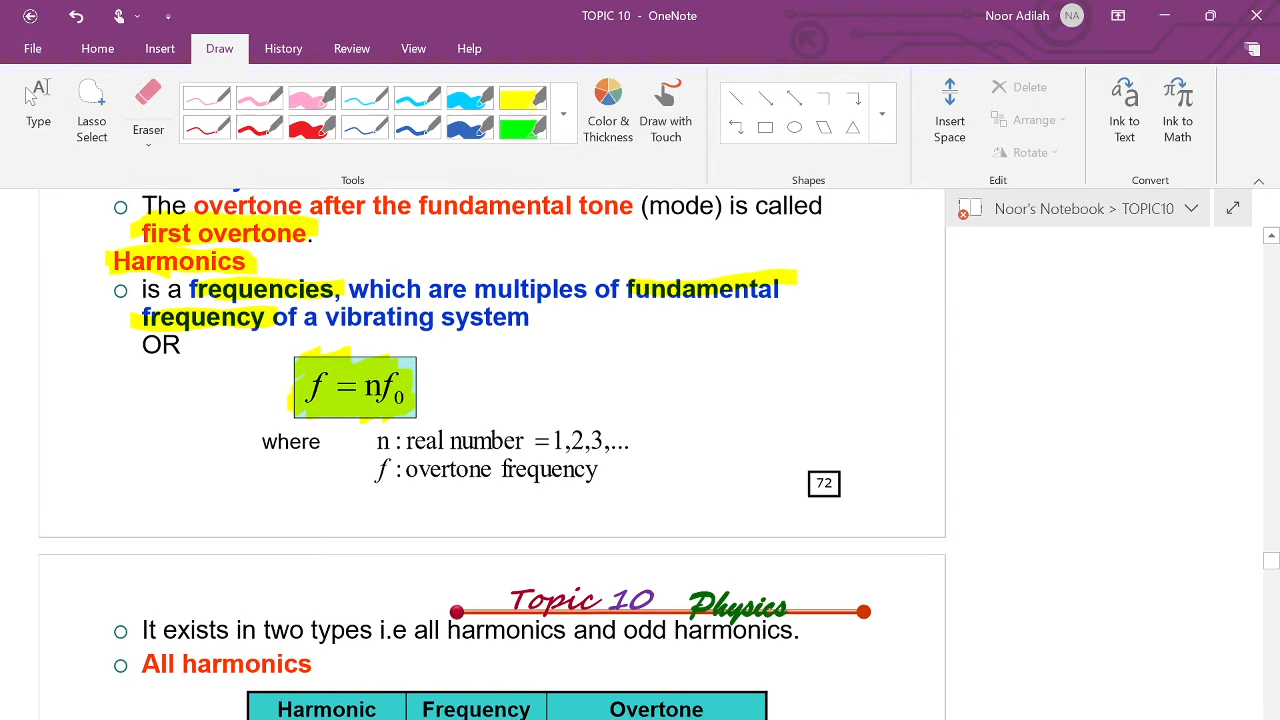 TOPIC 10 - OneNote
Noor Adilah NA
File Home Insert Draw History Review View Help
Type
Lasso Select
Eraser
Color & Thickness
Draw with Touch
Insert Space
Delete
Arrange
Rotate
Ink to Text
Ink to Math
Tools Shapes Edit Convert
Noor's Notebook > TOPIC10
The overtone after the fundamental tone (mode) is called
first overtone.
Harmonics
is a frequencies, which are multiples of fundamental
frequency of a vibrating system
OR
f = nf₀
where n : real number = 1,2,3,...
f : overtone frequency
72
Topic 10 Physics
It exists in two types i.e all harmonics and odd harmonics.
All harmonics
Harmonic Frequency Overtone